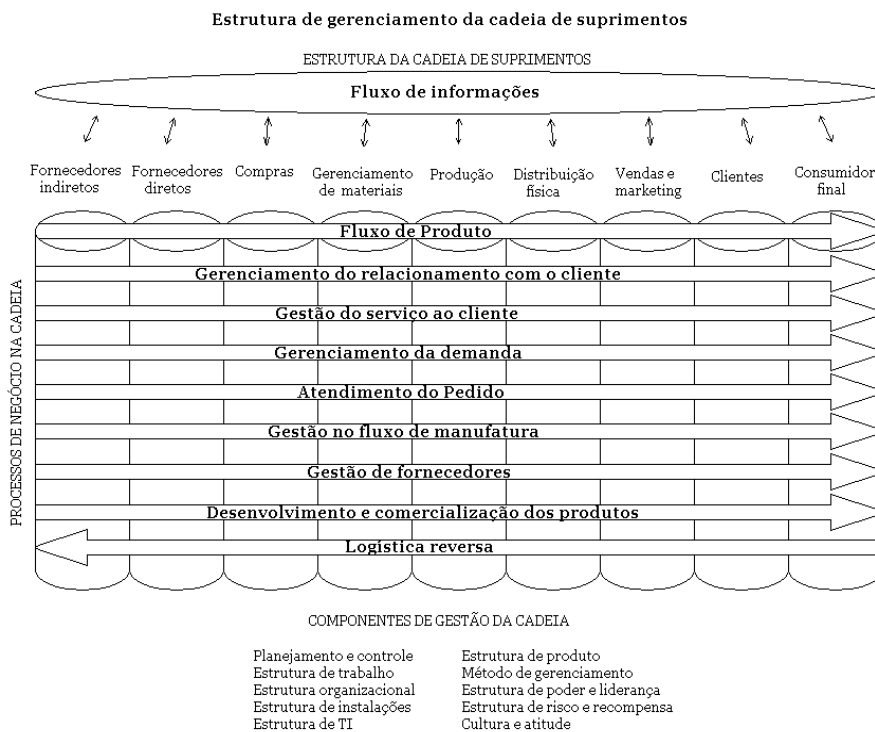 Estrutura de gerenciamento da cadeia de suprimentos
ESTRUTURA DA CADEIA DE SUPRIMENTOS
Fluxo de informações
Fornecedores
indiretos
Fornecedores
diretos
Compras
Gerenciamento
de materiais
Produção
Distribuição
física
Vendas e
marketing
Clientes
Consumidor
final
PROCESSOS DE NEGÓCIO NA CADEIA
Fluxo de Produto
Gerenciamento do relacionamento com o cliente
Gestão do serviço ao cliente
Gerenciamento da demanda
Atendimento do Pedido
Gestão no fluxo de manufatura
Gestão de fornecedores
Desenvolvimento e comercialização dos produtos
Logística reversa
COMPONENTES DE GESTÃO DA CADEIA
Planejamento e controle
Estrutura de trabalho
Estrutura organizacional
Estrutura de instalações
Estrutura de TI
Estrutura de produto
Método de gerenciamento
Estrutura de poder e liderança
Estrutura de risco e recompensa
Cultura e atitude